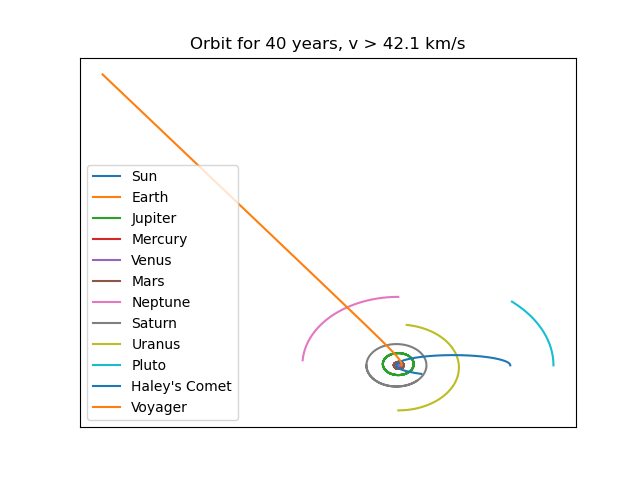 Orbit for 40 years, v > 42.1 km/s
Sun
Earth
Jupiter
Mercury
Venus
Mars
Neptune
Saturn
Uranus
Pluto
Haley's Comet
Voyager